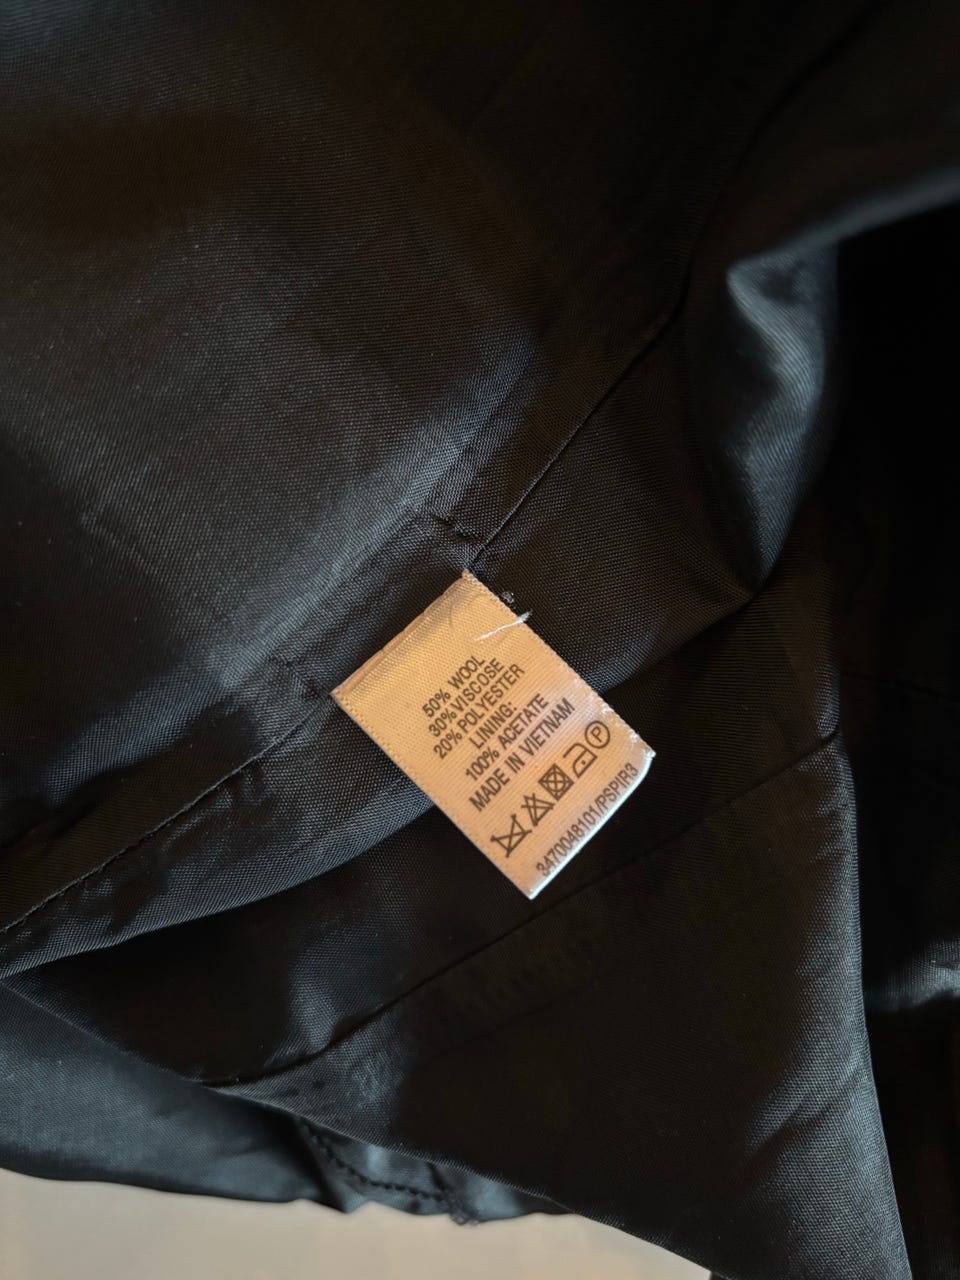 50% WOOL
30% VISCOSE
20% POLYESTER
LINING:-
100% ACETATE
MADE IN VIETNAM
P
3470048101/PSPIR3